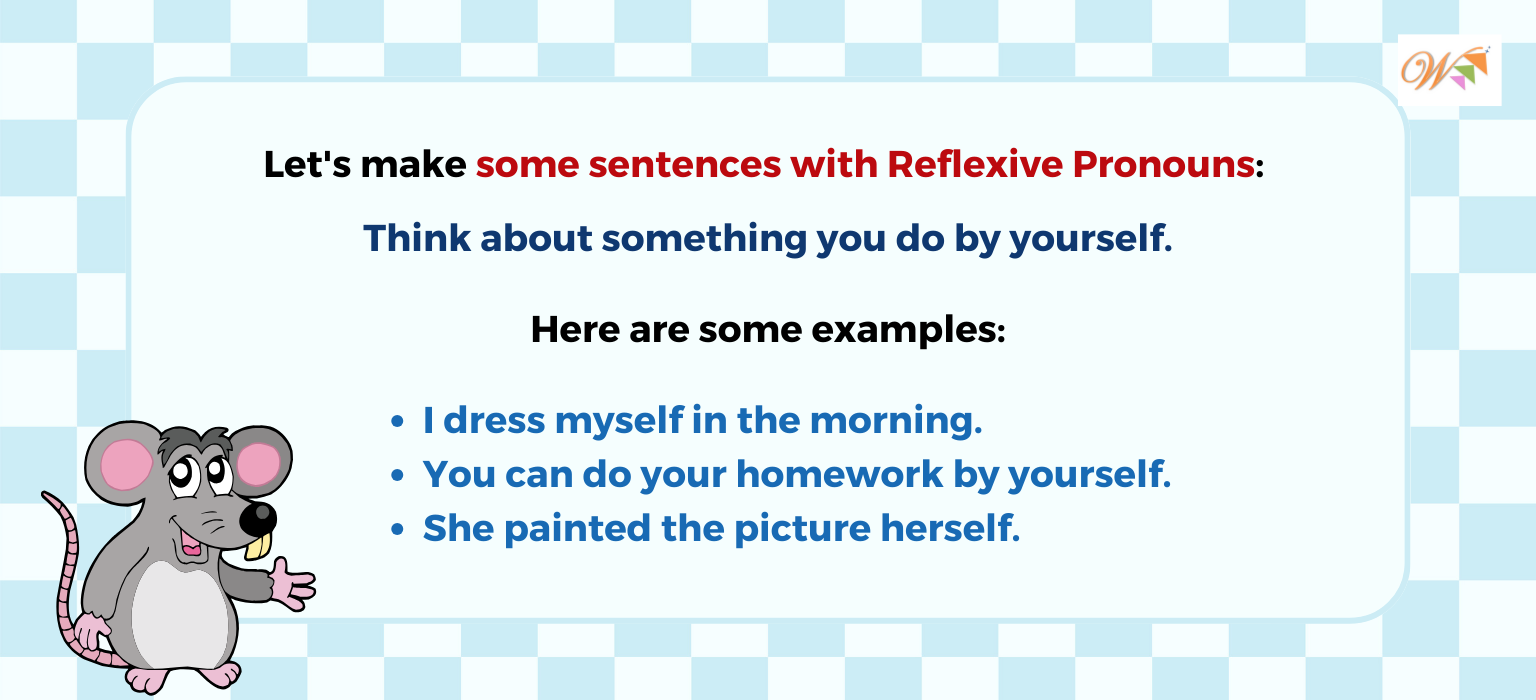 W
Let's make some sentences with Reflexive Pronouns:
Think about something you do by yourself.
Here are some examples:
• I dress myself in the morning.
• You can do your homework by yourself.
• She painted the picture herself.